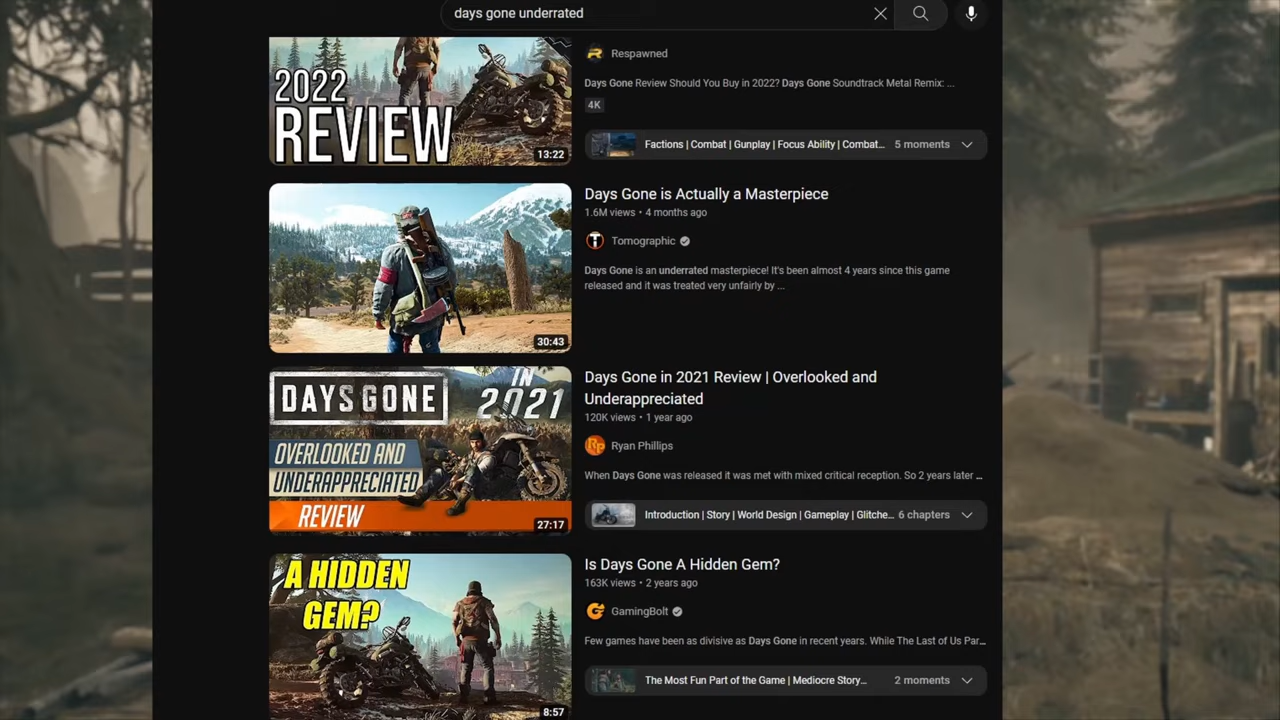 days gone underrated
2022
REVIEW
13:22
Respawned
Days Gone Review Should You Buy in 2022? Days Gone Soundtrack Metal Remix: ...
4K
Factions | Combat | Gunplay | Focus Ability | Combat... 5 moments
30:43
Days Gone is Actually a Masterpiece
1.6M views • 4 months ago
Tomographic
Days Gone is an underrated masterpiece! It's been almost 4 years since this game
released and it was treated very unfairly by ...
DAYS GONE
IN
2021
OVERLOOKED AND
UNDERAPPRECIATED
REVIEW
27:17
Days Gone in 2021 Review | Overlooked and
Underappreciated
120K views • 1 year ago
Rp
Ryan Phillips
When Days Gone was released it was met with mixed critical reception. So 2 years later ...
Introduction | Story | World Design | Gameplay | Glitche... 6 chapters
A HIDDEN
GEM?
8:57
Is Days Gone A Hidden Gem?
163K views • 2 years ago
GamingBolt
Few games have been as divisive as Days Gone in recent years. While The Last of Us Par...
The Most Fun Part of the Game | Mediocre Story... 2 moments